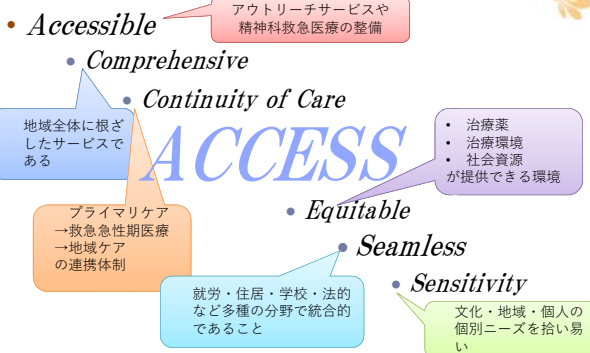 アウトリーチサービスや
精神科救急医療の整備
• Accessible
• Comprehensive
• Continuity of Care
地域全体に根ざ
したサービスで
ある
ACCESS
• 治療薬
• 治療環境
• 社会資源
が提供できる環境
プライマリケア
→救急急性期医療
→地域ケア
の連携体制
• Equitable
• Seamless
• Sensitivity
就労・住居・学校・法的
など多種の分野で統合的
であること
文化・地域・個人の
個別ニーズを拾い易
い